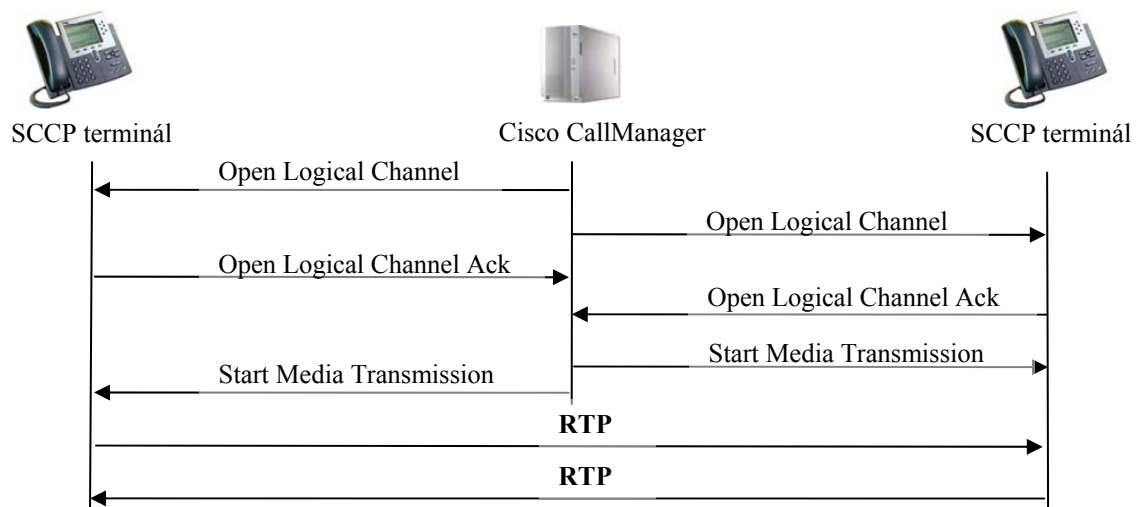 SCCP terminál
Cisco CallManager
SCCP terminál
Open Logical Channel
Open Logical Channel
Open Logical Channel Ack
Open Logical Channel Ack
Start Media Transmission
Start Media Transmission
RTP
RTP